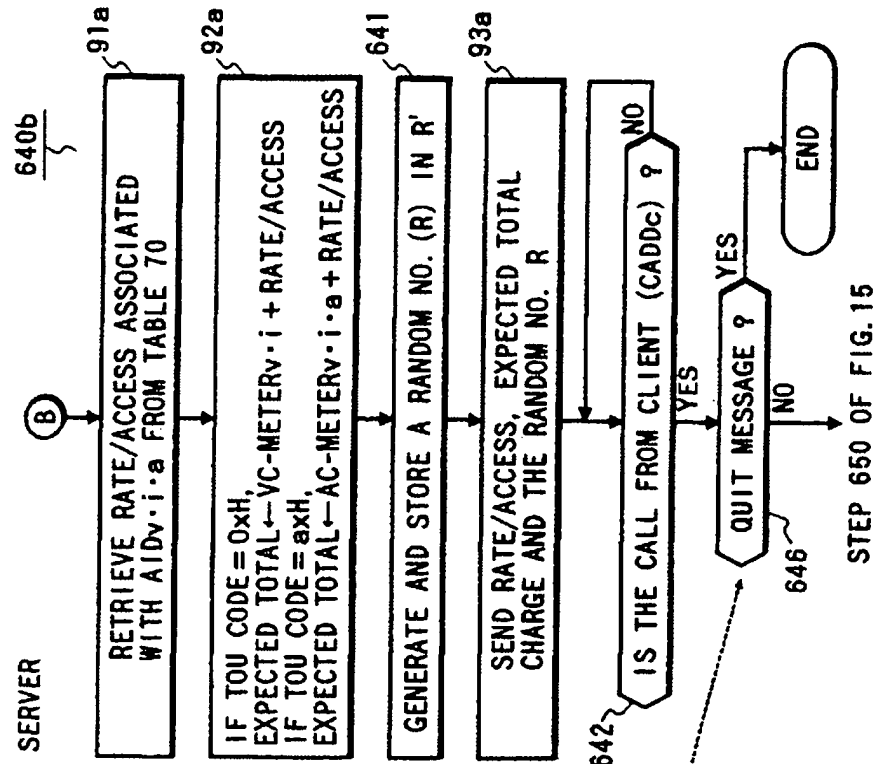 SERVER
640b
B
91a
RETRIEVE RATE/ACCESS ASSOCIATED
WITH AIDv·i·a FROM TABLE 70
92a
IF TOU CODE=0xH,
EXPECTED TOTAL←VC-METERv·i+RATE/ACCESS
IF TOU CODE=axH,
EXPECTED TOTAL←AC-METERv·i·a+RATE/ACCESS
641
GENERATE AND STORE A RANDOM NO. (R) IN R'
93a
SEND RATE/ACCESS, EXPECTED TOTAL
CHARGE AND THE RANDOM NO. R
642
IS THE CALL FROM CLIENT (CADDc) ?
NO
YES
QUIT MESSAGE ?
YES
646
NO
END
STEP 650 OF FIG. 15